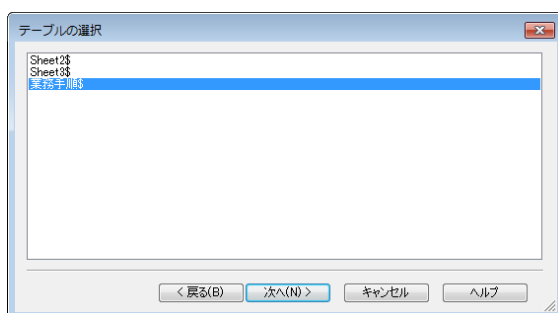 テーブルの選択
Sheet2$
Sheet3$
業務手順$
< 戻る(B)
次へ(N) >
キャンセル
ヘルプ